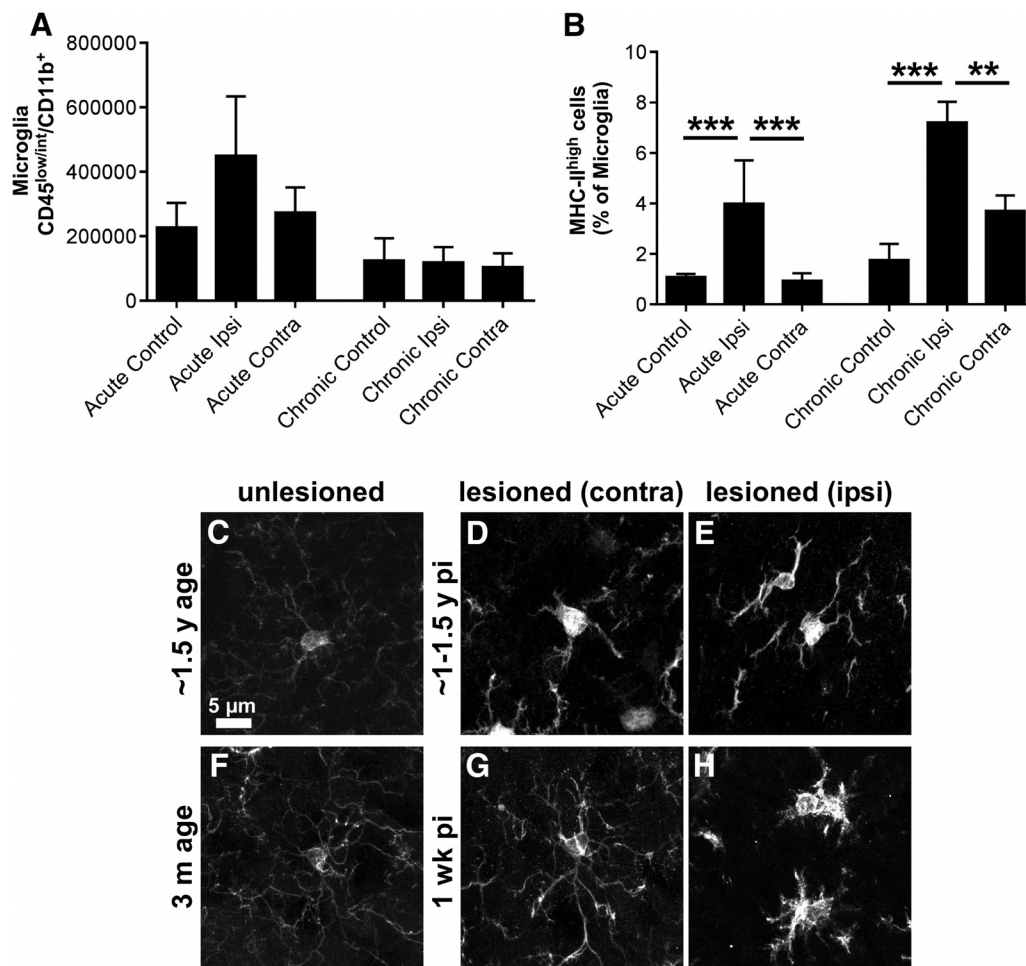 A
Microglia
CD45low/int/CD11b+
800000
600000
400000
200000
0
Acute Control
Acute Ipsi
Acute Contra
Chronic Control
Chronic Ipsi
Chronic Contra
B
MHC-IIhigh cells
(% of Microglia)
10
8
6
4
2
0
*** ***
*** **
Acute Control
Acute Ipsi
Acute Contra
Chronic Control
Chronic Ipsi
Chronic Contra
unlesioned
lesioned (contra)
lesioned (ipsi)
~1.5 y age
C
5 µm
~1-1.5 y pi
D
E
3 m age
F
1 wk pi
G
H